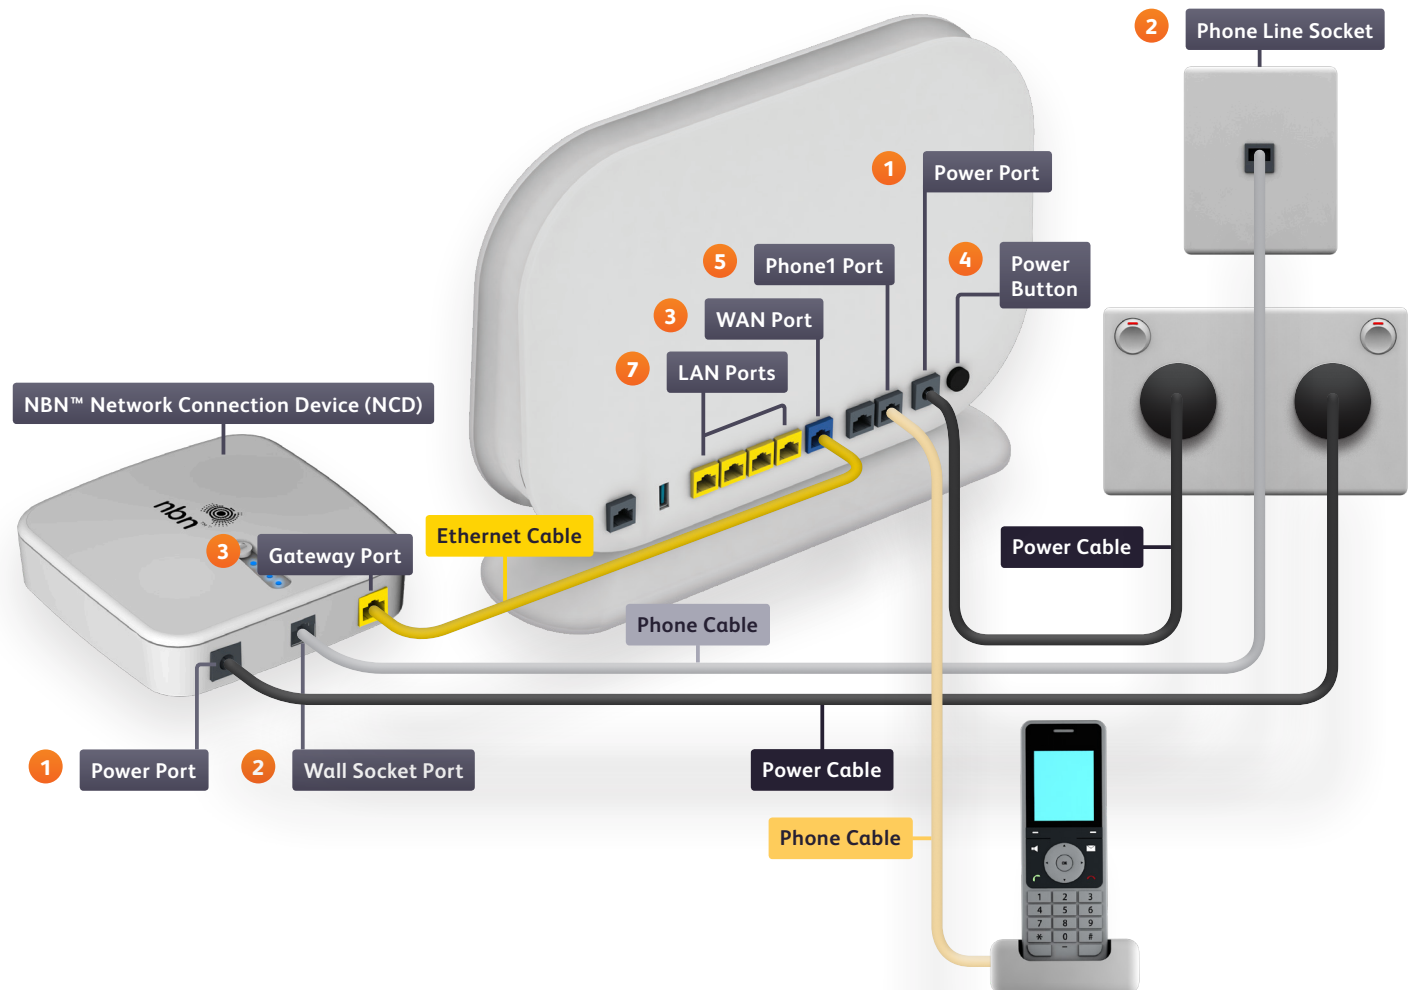 2
Phone Line Socket
1
Power Port
5
Phone1 Port
4
Power
Button
3
WAN Port
7
LAN Ports
NBN™ Network Connection Device (NCD)
nbn
Ethernet Cable
3
Gateway Port
Power Cable
Phone Cable
1
Power Port
2
Wall Socket Port
Power Cable
Phone Cable
OK
1 2 3
4 5 6
7 8 9
* 0 #